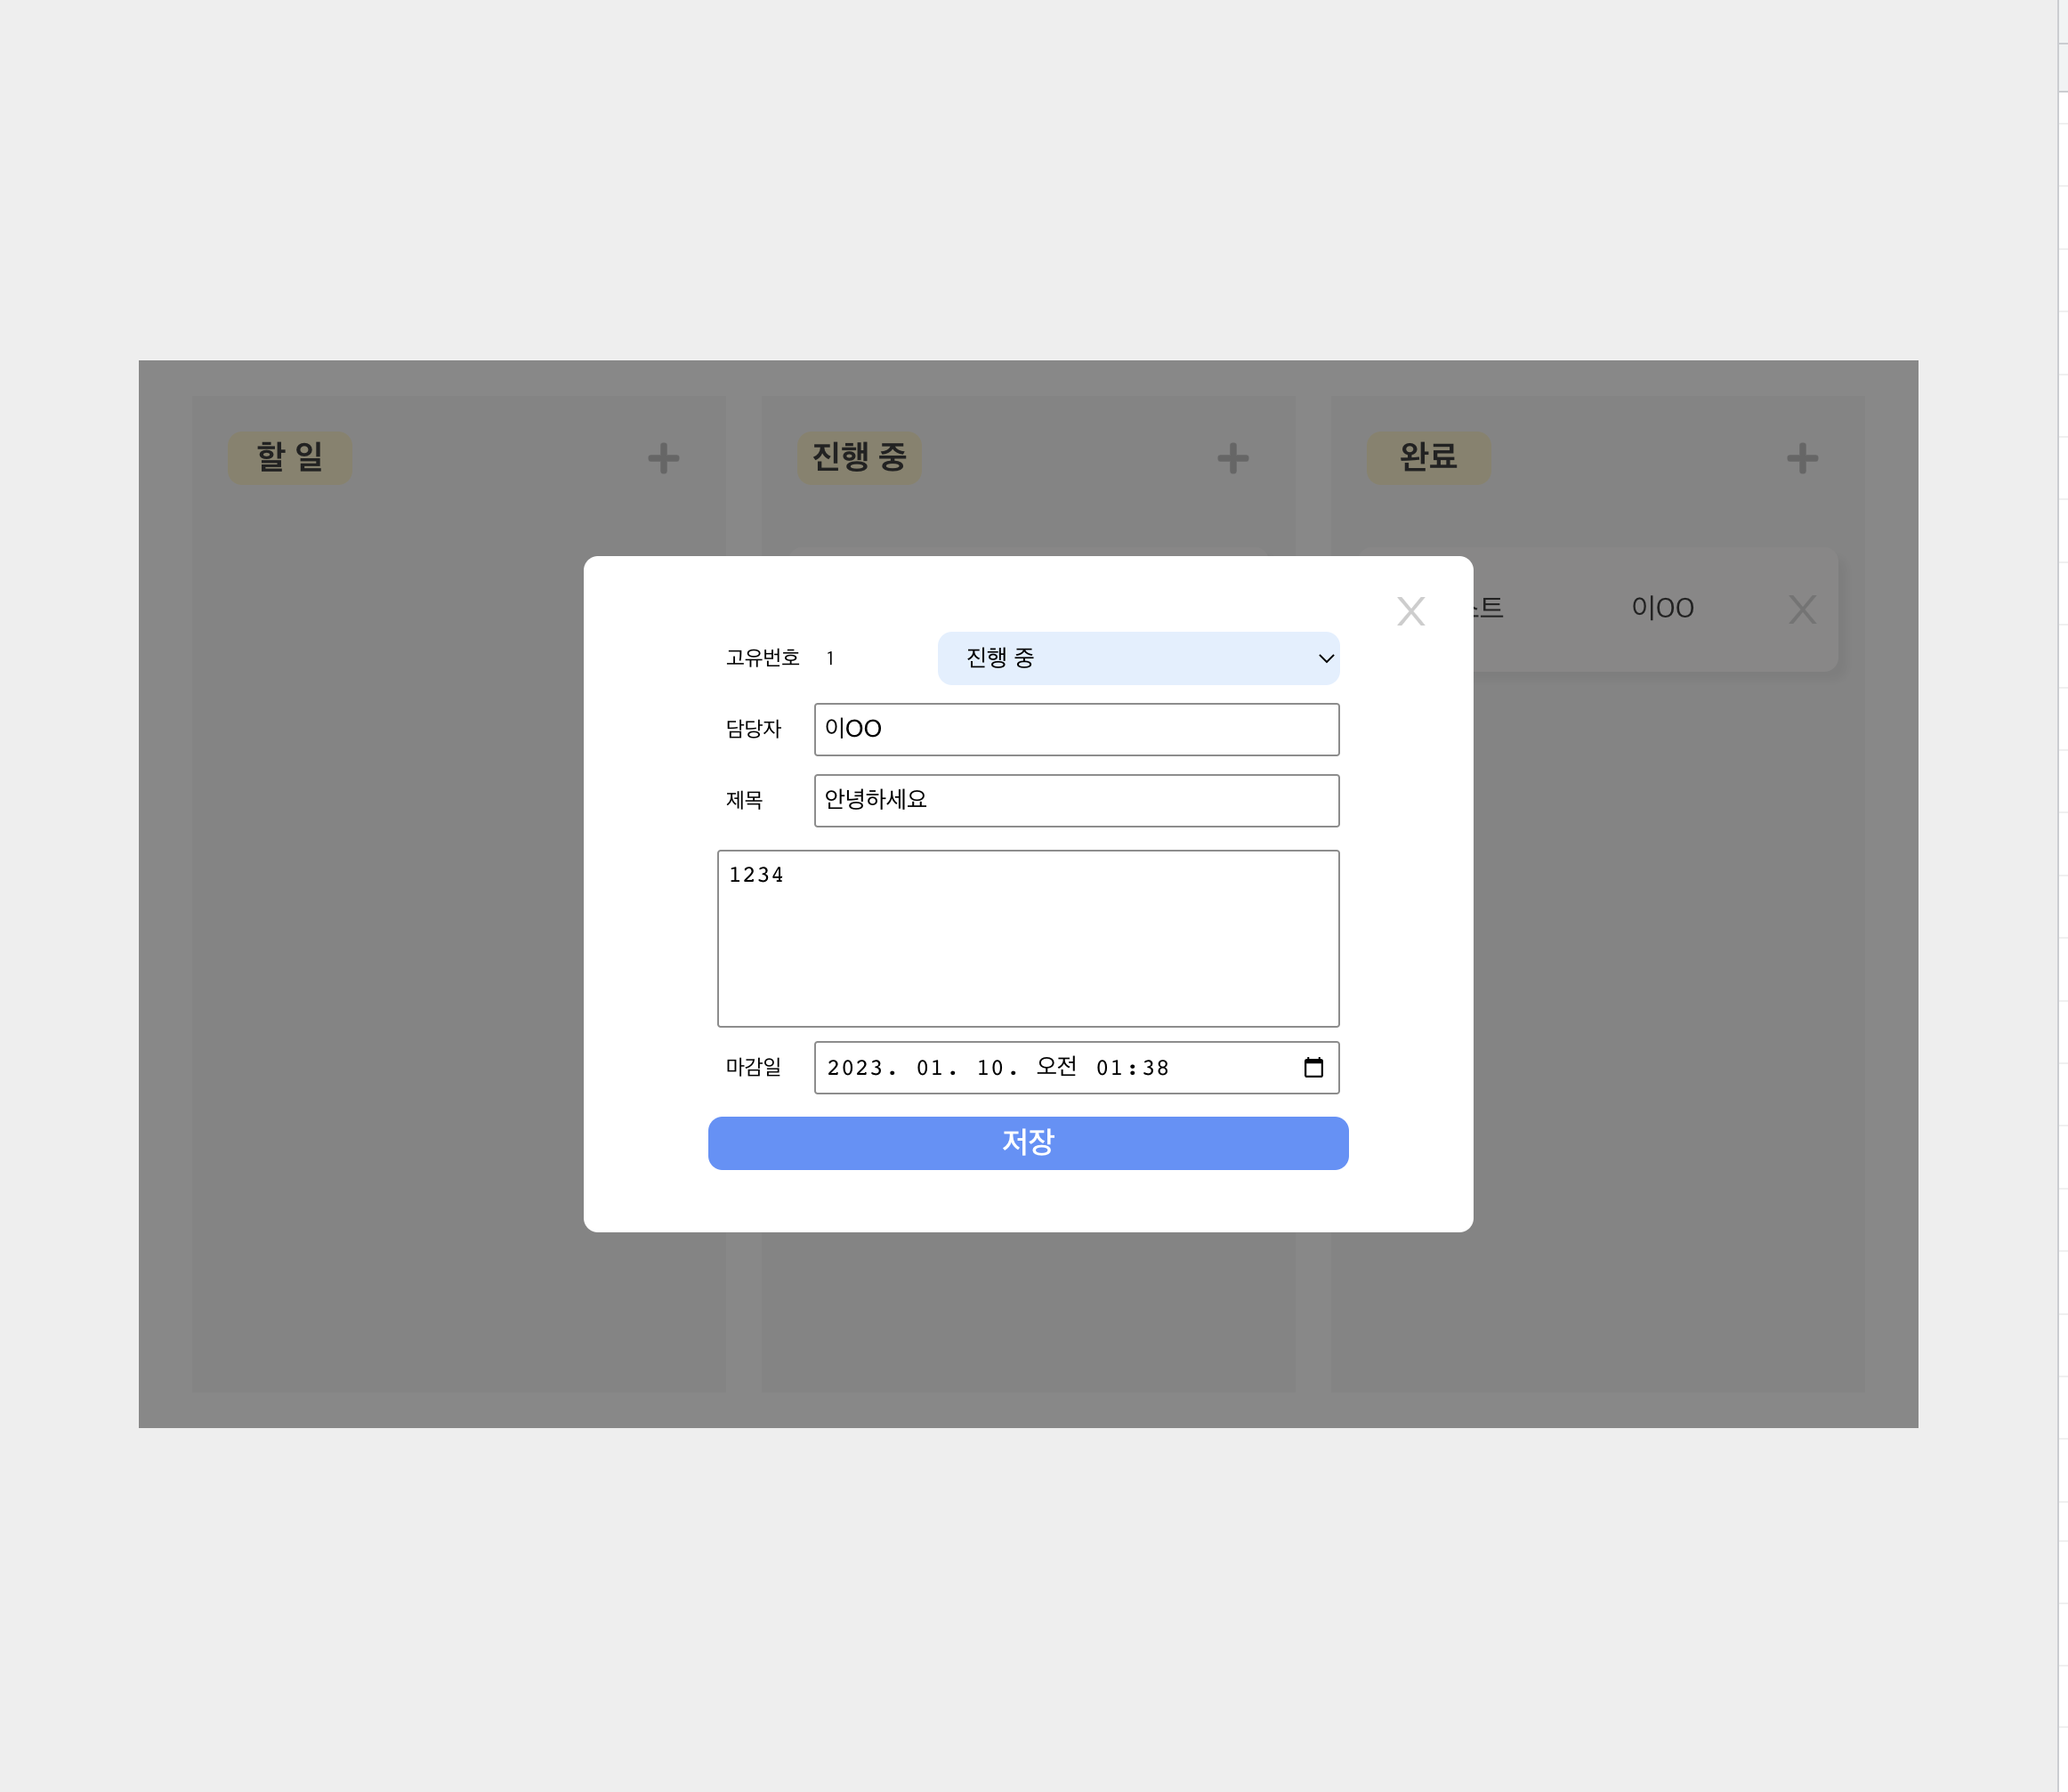 할 일
진행 중
완료
이OO
X
X
고유번호 1 진행 중
담당자 이OO
제목 안녕하세요
1234
마감일 2023. 01. 10. 오전 01:38
저장